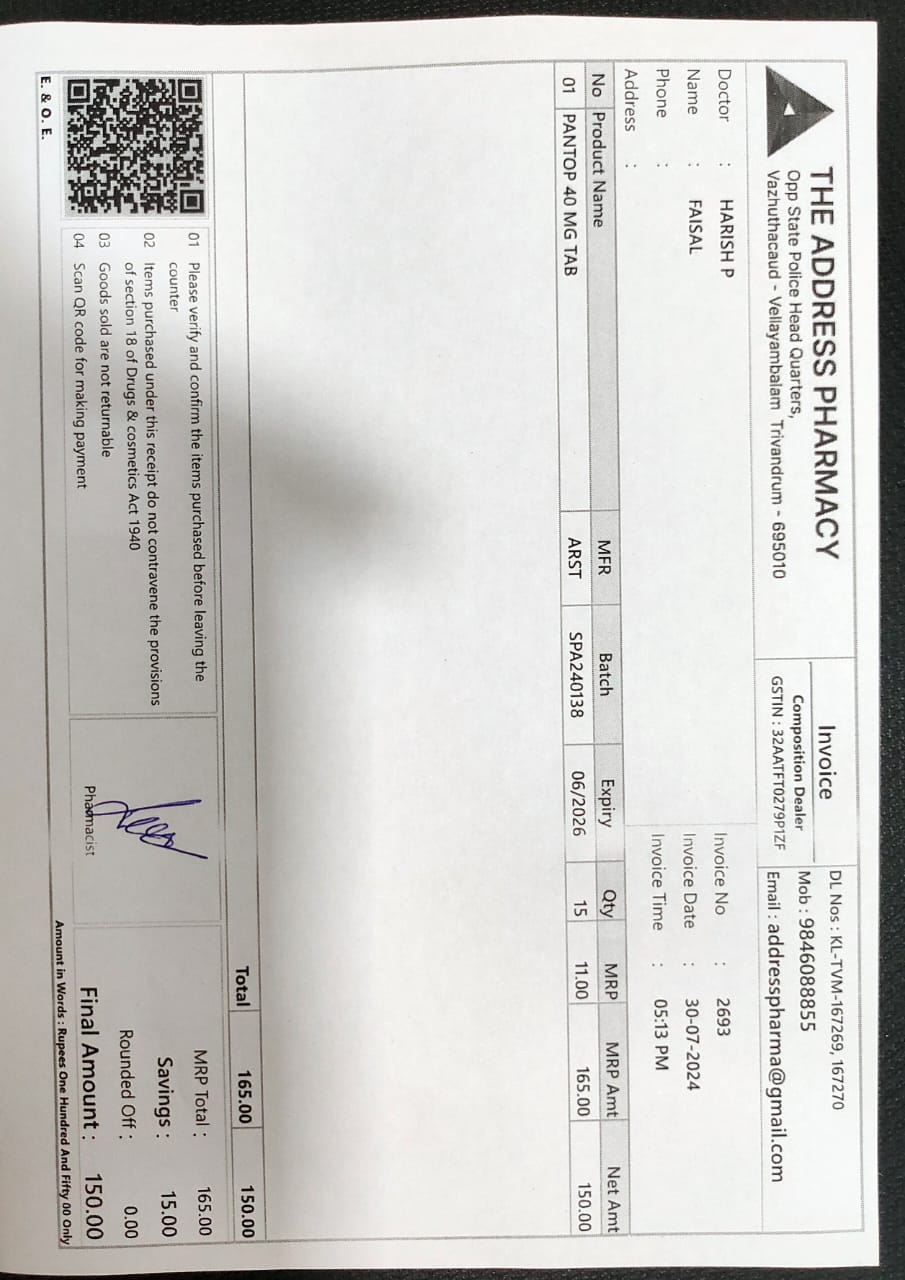 THE ADDRESS PHARMACY
Opp State Police Head Quarters,
Vazhuthacaud - Vellayambalam Trivandrum - 695010
Invoice
Composition Dealer
GSTIN : 32AATFT0279P1ZF
DL Nos : KL-TVM-167269, 167270
Mob : 9846088855
Email : addresspharma@gmail.com
Doctor : HARISH P
Name : FAISAL
Phone :
Address :
Invoice No : 2693
Invoice Date : 30-07-2024
Invoice Time : 05:13 PM
No Product Name MFR Batch Expiry Qty MRP MRP Amt Net Amt
01 PANTOP 40 MG TAB ARST SPA240138 06/2026 15 11.00 165.00 150.00
Total 165.00 150.00
01 Please verify and confirm the items purchased before leaving the
counter
02 Items purchased under this receipt do not contravene the provisions
of section 18 of Drugs & cosmetics Act 1940
03 Goods sold are not returnable
04 Scan QR code for making payment
E. & O. E.
Pharmacist
MRP Total : 165.00
Savings : 15.00
Rounded Off : 0.00
Final Amount : 150.00
Amount in Words : Rupees One Hundred And Fifty 00 Only